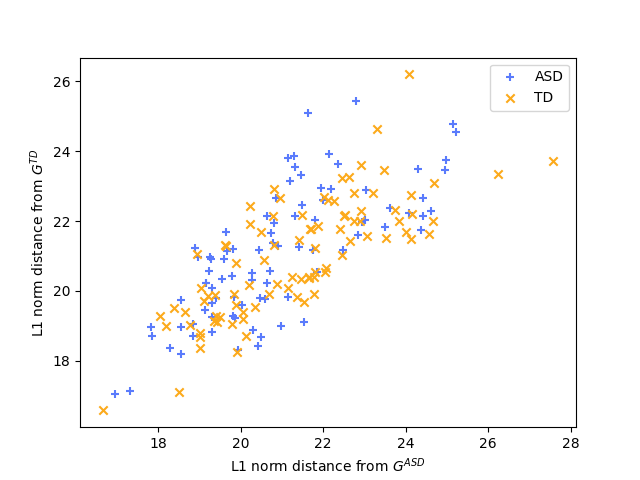 ASD
TD
26
24
22
20
18
18
20
22
24
26
28
L1 norm distance from G^{TD}
L1 norm distance from G^{ASD}